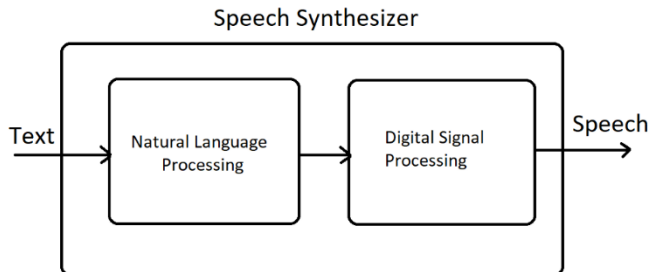 Speech Synthesizer
Text
Natural Language
Processing
Digital Signal
Processing
Speech